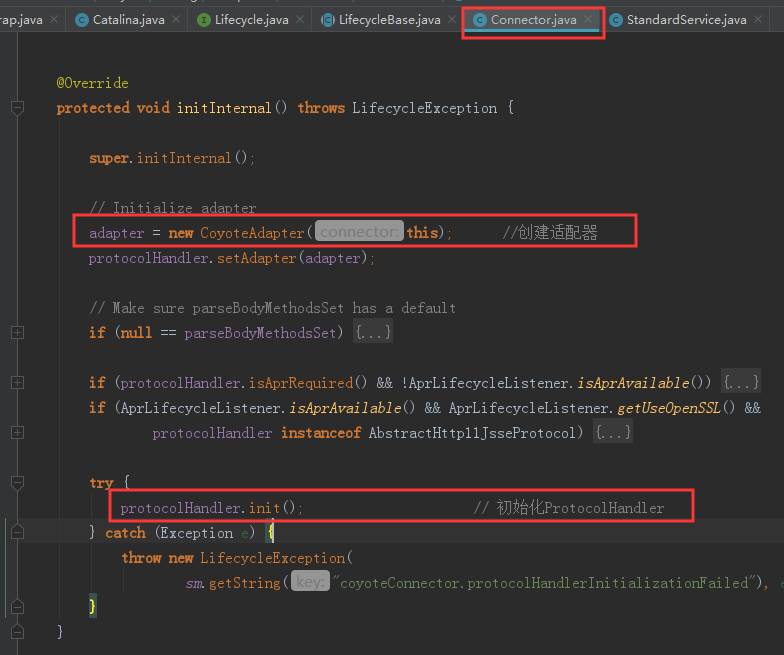 rap.java × Catalina.java × Lifecycle.java × LifecycleBase.java × Connector.java × StandardService.java ×
@Override
protected void initInternal() throws LifecycleException {
super.initInternal();
// Initialize adapter
adapter = new CoyoteAdapter( connector: this); //创建适配器
protocolHandler.setAdapter(adapter);
// Make sure parseBodyMethodsSet has a default
if (null == parseBodyMethodsSet) {...}
if (protocolHandler.isAprRequired() && !AprLifecycleListener.isAprAvailable()) {...}
if (AprLifecycleListener.isAprAvailable() && AprLifecycleListener.getUseOpenSSL() &&
protocolHandler instanceof AbstractHttp11JsseProtocol) {...}
try {
protocolHandler.init(); // 初始化ProtocolHandler
} catch (Exception e) {
throw new LifecycleException(
sm.getString( key: "coyoteConnector.protocolHandlerInitializationFailed"), e
}
}